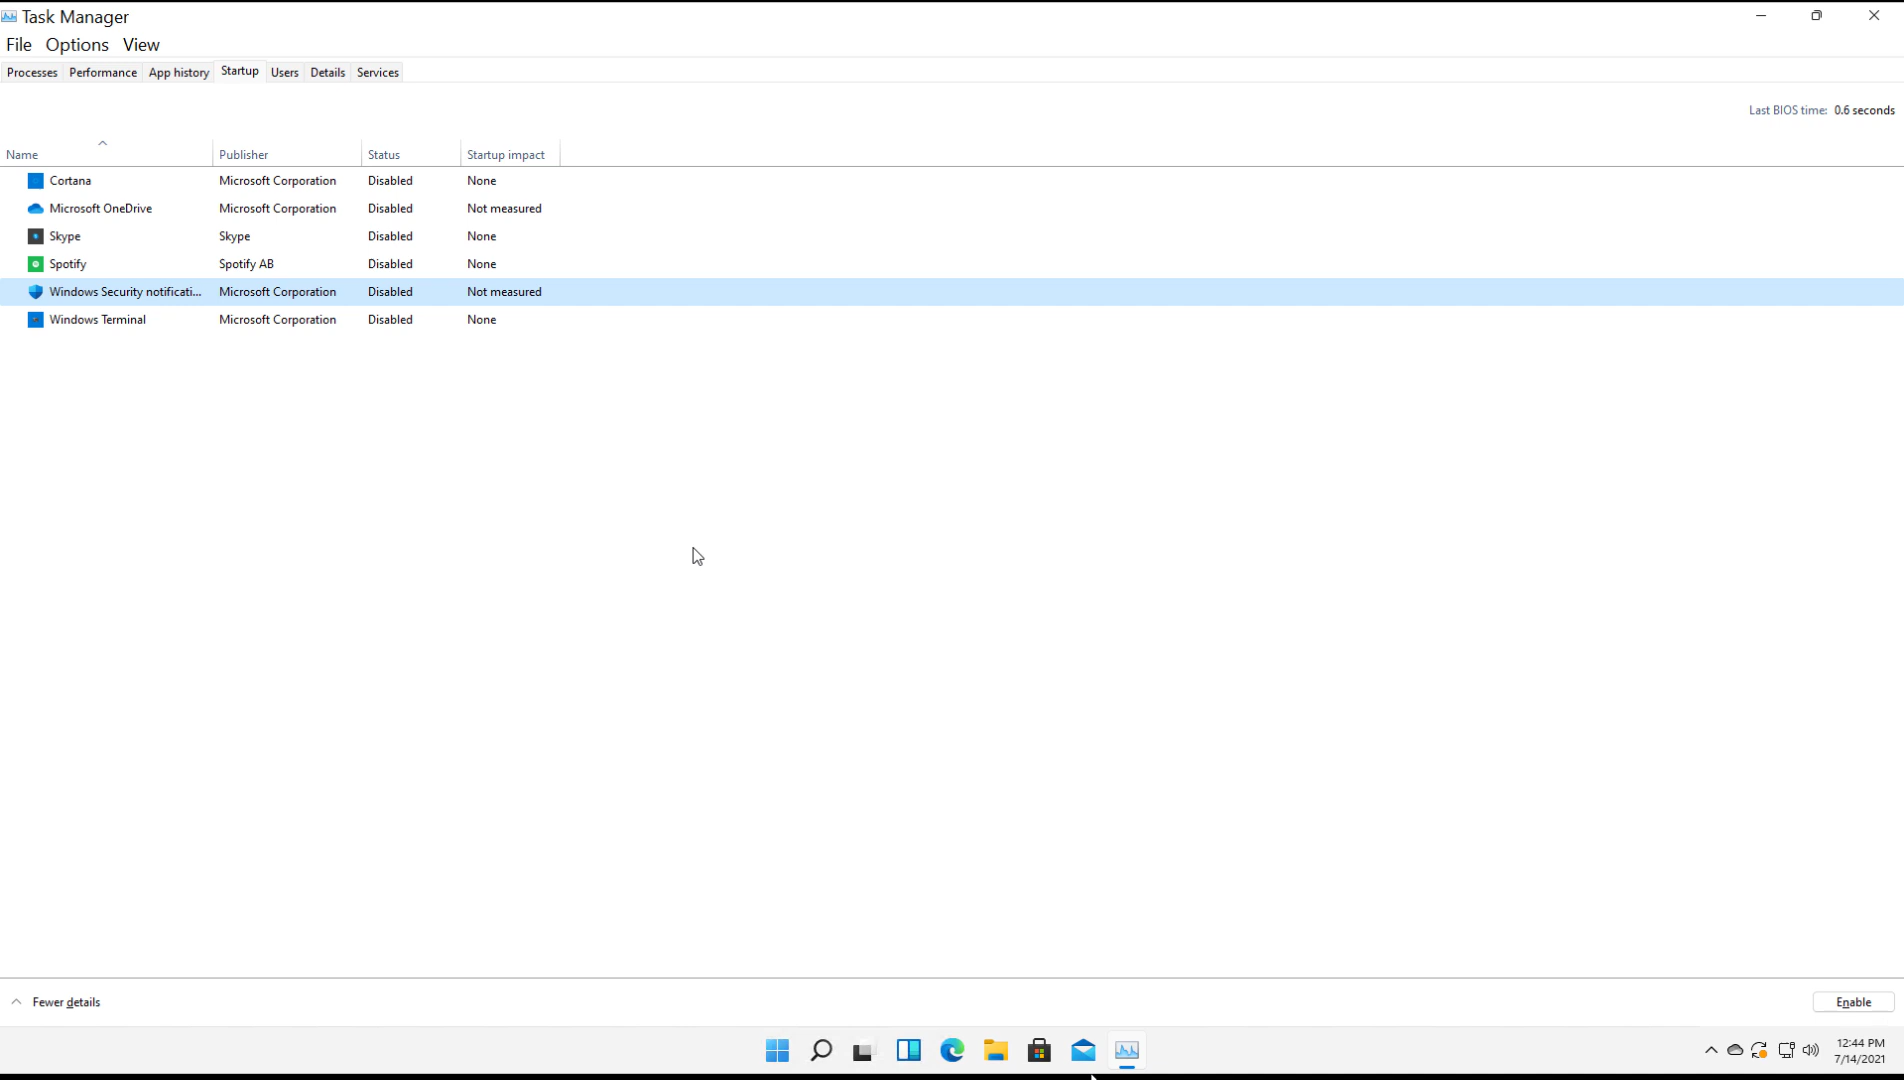 Task Manager
File Options View
Processes Performance App history Startup Users Details Services
Last BIOS time: 0.6 seconds
Name Publisher Status Startup impact
Cortana Microsoft Corporation Disabled None
Microsoft OneDrive Microsoft Corporation Disabled Not measured
Skype Skype Disabled None
Spotify Spotify AB Disabled None
Windows Security notificati... Microsoft Corporation Disabled Not measured
Windows Terminal Microsoft Corporation Disabled None
Fewer details Enable
12:44 PM
7/14/2021